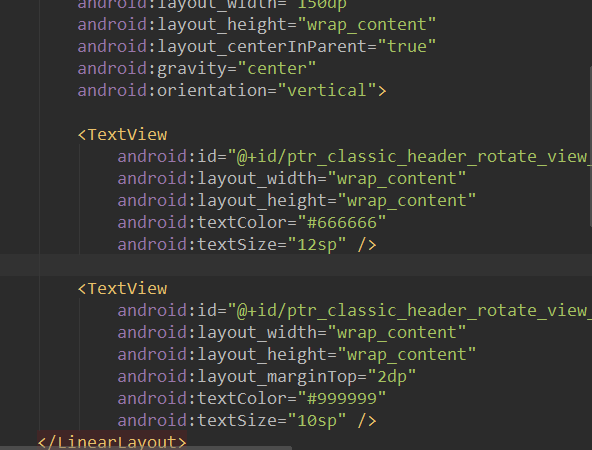 android:layout_width="150dp
android:layout_height="wrap_content"
android:layout_centerInParent="true"
android:gravity="center"
android:orientation="vertical">
<TextView
android:id="@+id/ptr_classic_header_rotate_view_
android:layout_width="wrap_content"
android:layout_height="wrap_content"
android:textColor="#666666"
android:textSize="12sp" />
<TextView
android:id="@+id/ptr_classic_header_rotate_view_
android:layout_width="wrap_content"
android:layout_height="wrap_content"
android:layout_marginTop="2dp"
android:textColor="#999999"
android:textSize="10sp" />
</LinearLayout>